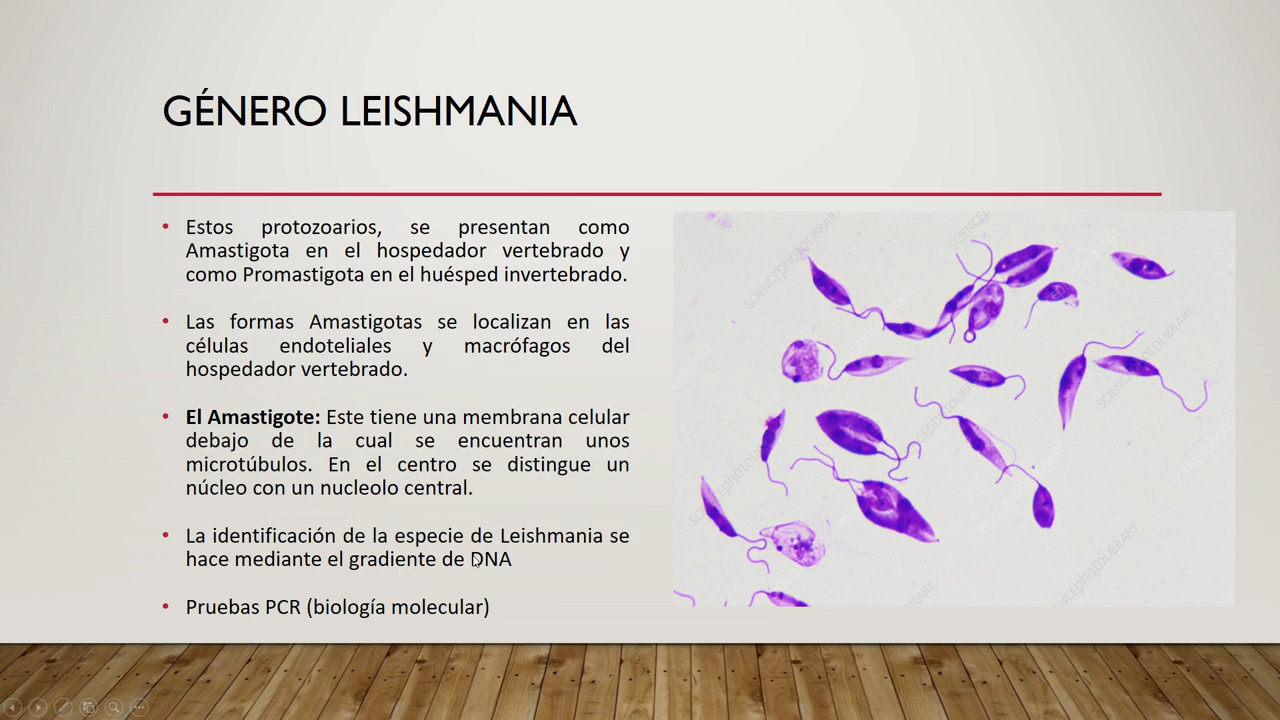 GÉNERO LEISHMANIA
• Estos protozoarios, se presentan como
Amastigota en el hospedador vertebrado y
como Promastigota en el huésped invertebrado.
• Las formas Amastigotas se localizan en las
células endoteliales y macrófagos del
hospedador vertebrado.
• El Amastigote: Este tiene una membrana celular
debajo de la cual se encuentran unos
microtúbulos. En el centro se distingue un
núcleo con un nucleolo central.
• La identificación de la especie de Leishmania se
hace mediante el gradiente de DNA
• Pruebas PCR (biología molecular)
SCIENCEPHOTOLIBRARY